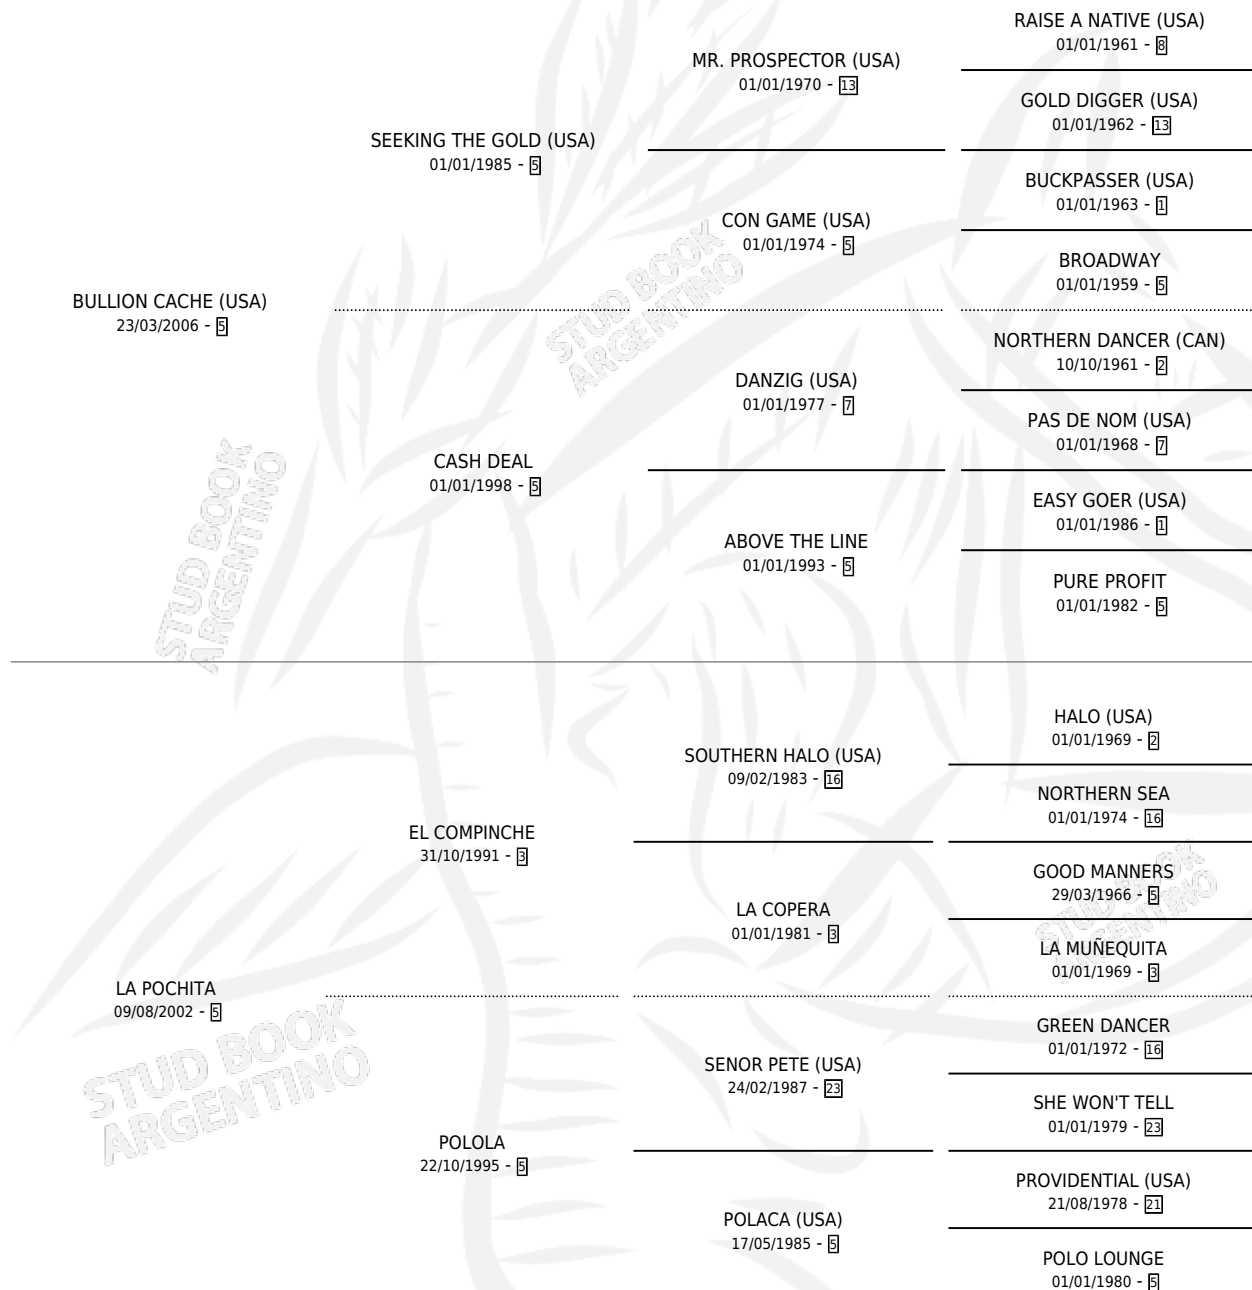 RAISE A NATIVE (USA)
01/01/1961 - 8
MR. PROSPECTOR (USA)
01/01/1970 - 13
GOLD DIGGER (USA)
01/01/1962 - 13
SEEKING THE GOLD (USA)
01/01/1985 - 5
BUCKPASSER (USA)
01/01/1963 - 1
CON GAME (USA)
01/01/1974 - 5
BROADWAY
01/01/1959 - 5
BULLION CACHE (USA)
23/03/2006 - 5
NORTHERN DANCER (CAN)
10/10/1961 - 2
DANZIG (USA)
01/01/1977 - 7
PAS DE NOM (USA)
01/01/1968 - 7
CASH DEAL
01/01/1998 - 5
EASY GOER (USA)
01/01/1986 - 1
ABOVE THE LINE
01/01/1993 - 5
PURE PROFIT
01/01/1982 - 5
HALO (USA)
01/01/1969 - 2
SOUTHERN HALO (USA)
09/02/1983 - 16
NORTHERN SEA
01/01/1974 - 16
EL COMPINCHE
31/10/1991 - 3
GOOD MANNERS
29/03/1966 - 5
LA COPERA
01/01/1981 - 3
LA MUÑEQUITA
01/01/1969 - 3
LA POCHITA
09/08/2002 - 5
GREEN DANCER
01/01/1972 - 16
SENOR PETE (USA)
24/02/1987 - 23
SHE WON'T TELL
01/01/1979 - 23
POLOLA
22/10/1995 - 5
PROVIDENTIAL (USA)
21/08/1978 - 21
POLACA (USA)
17/05/1985 - 5
POLO LOUNGE
01/01/1980 - 5
STUD BOOK
ARGENTINO
STUD BOOK
ARGENTINO
STUD BOOK
ARGENTINO
STUD BOOK
ARGENTINO